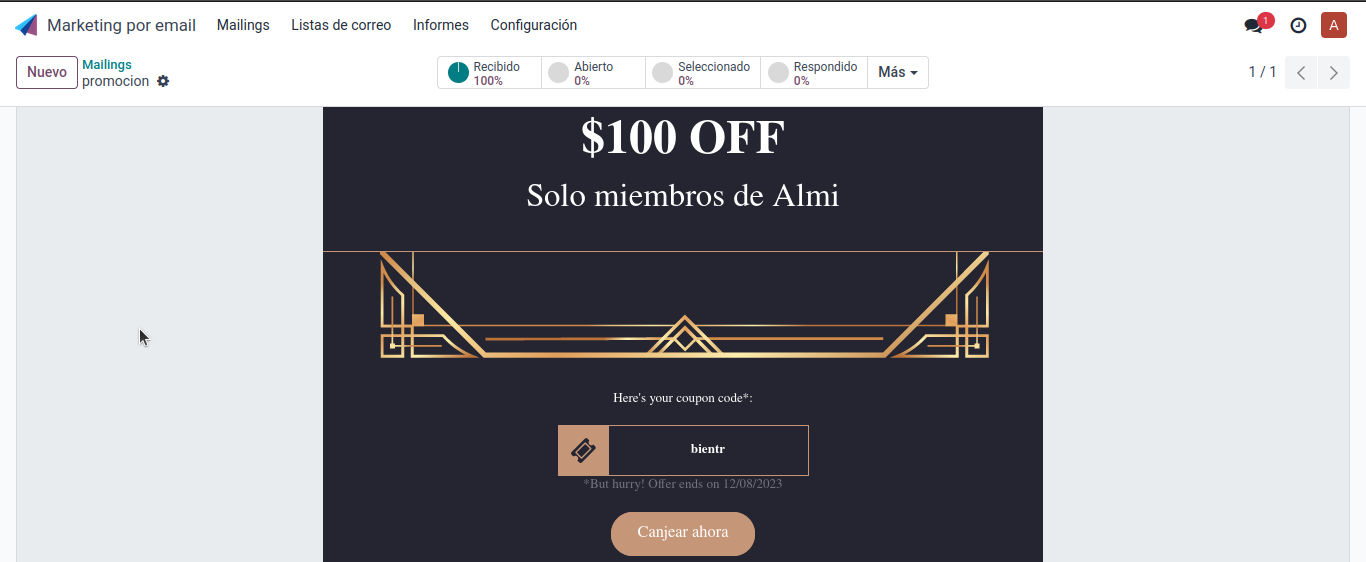 Marketing por email Mailings Listas de correo Informes Configuración 1 A
Nuevo Mailings Recibido Abierto Seleccionado Respondido Más 1 / 1
promocion 100% 0% 0% 0%
$100 OFF
Solo miembros de Almi
Here's your coupon code*:
bientr
*But hurry! Offer ends on 12/08/2023
Canjear ahora